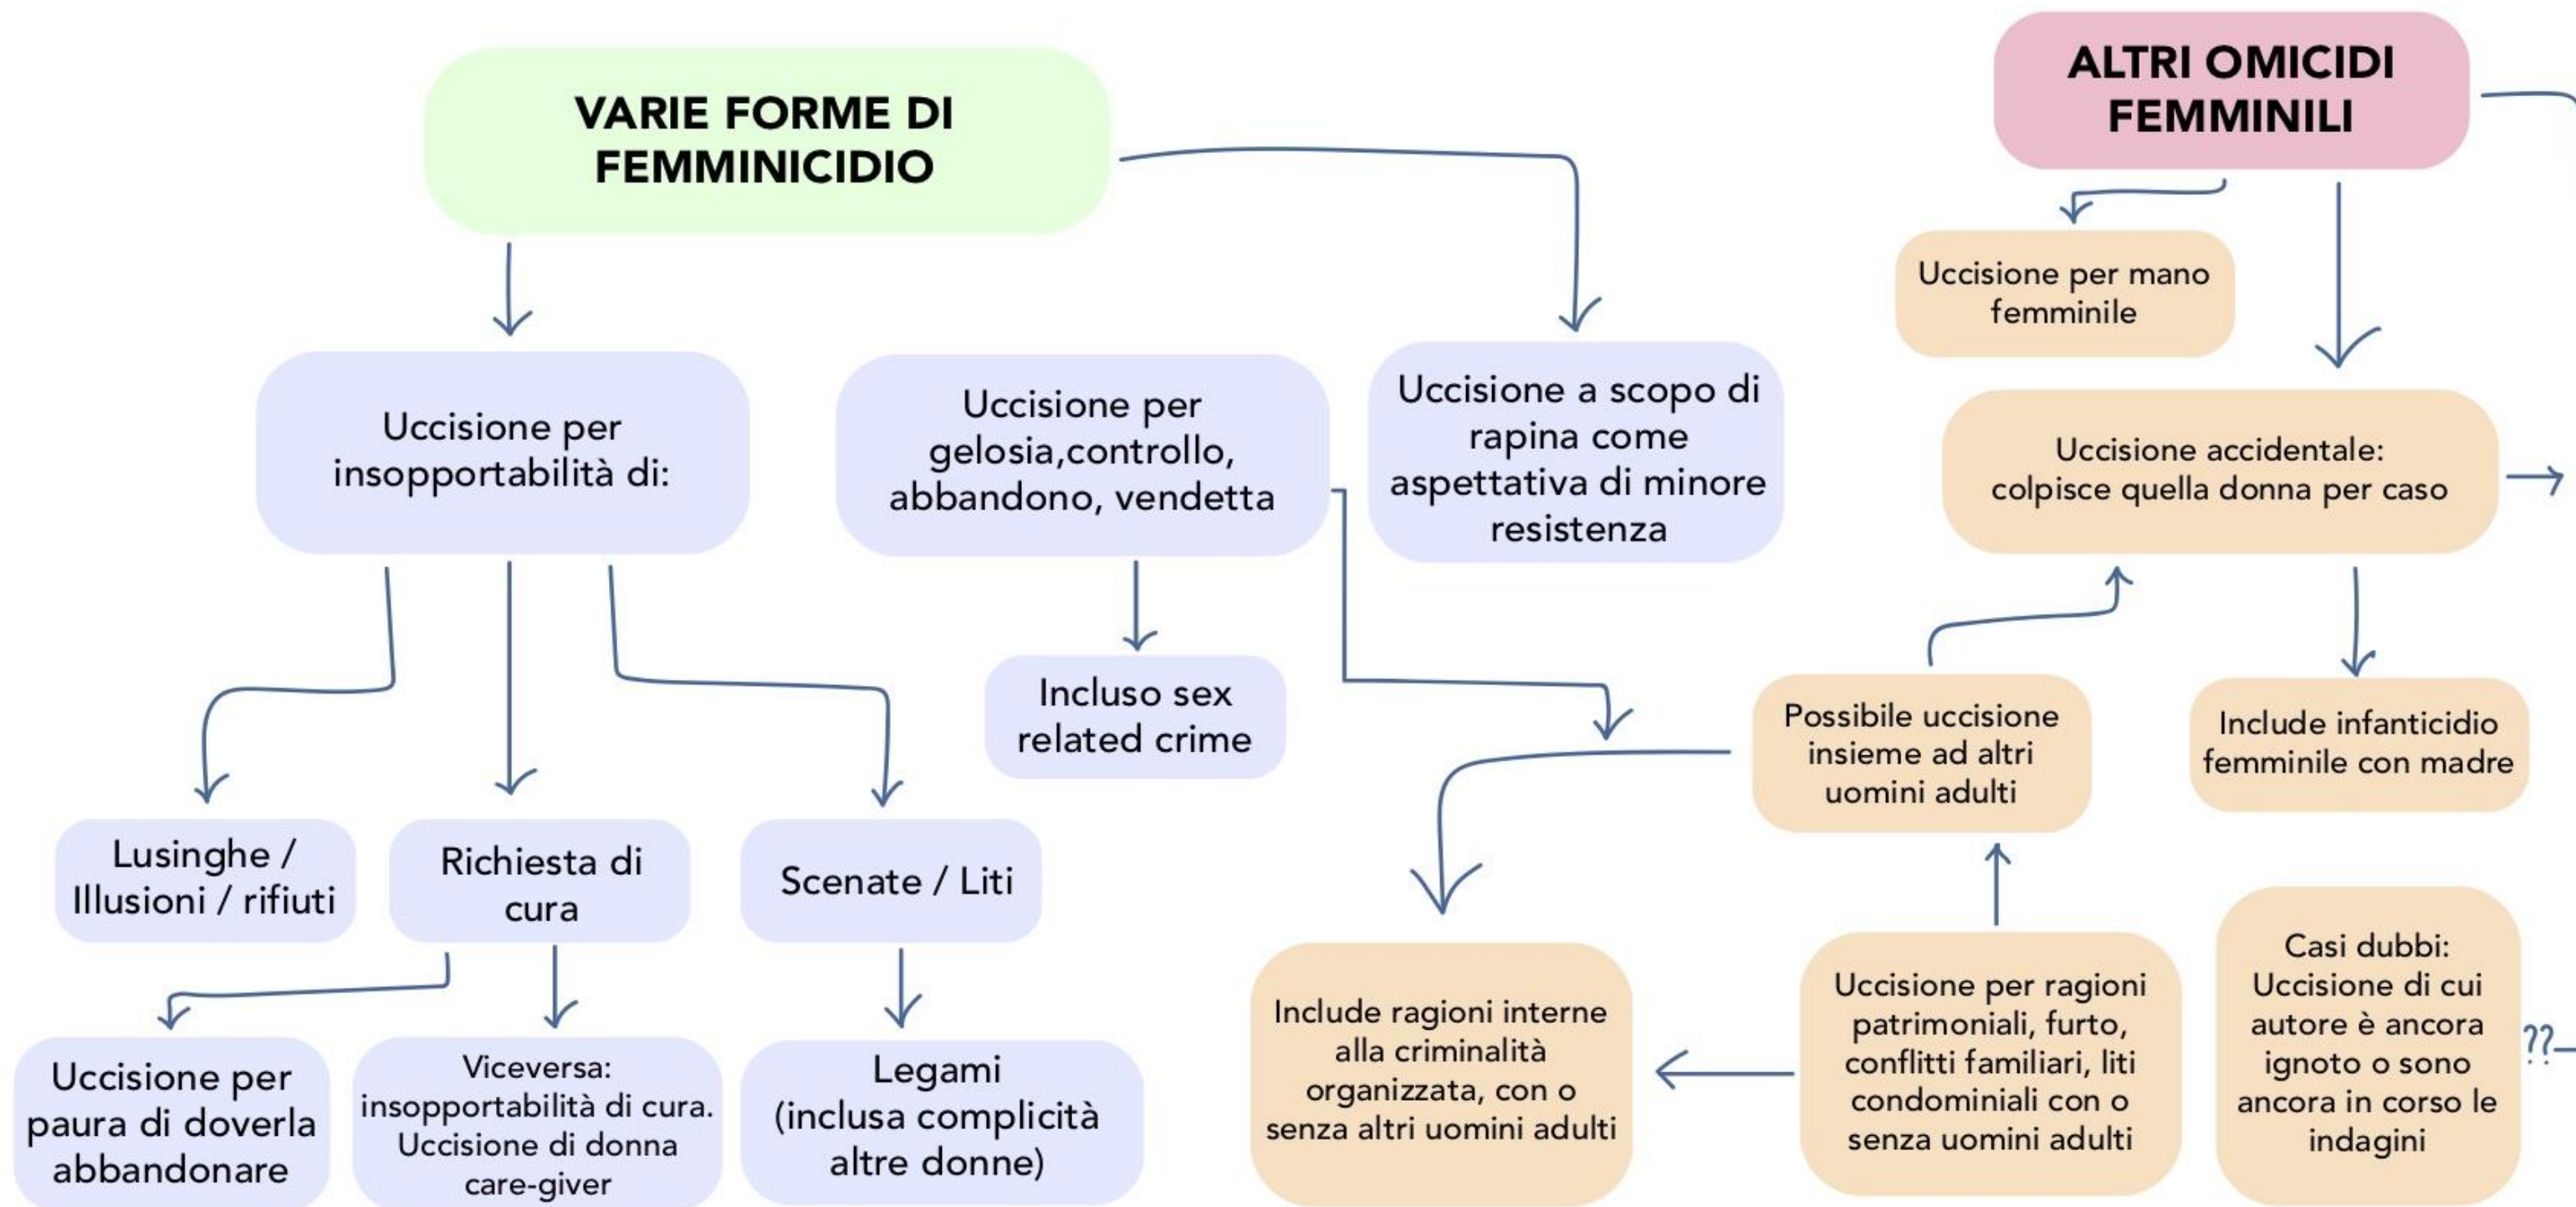 VARIE FORME DI
FEMMINICIDIO
ALTRI OMICIDI
FEMMINILI
Uccisione per mano
femminile
Uccisione per
insopportabilità di:
Uccisione per
gelosia,controllo,
abbandono, vendetta
Uccisione a scopo di
rapina come
aspettativa di minore
resistenza
Uccisione accidentale:
colpisce quella donna per caso
Incluso sex
related crime
Possibile uccisione
insieme ad altri
uomini adulti
Include infanticidio
femminile con madre
Lusinghe /
Illusioni / rifiuti
Richiesta di
cura
Scenate / Liti
Uccisione per
paura di doverla
abbandonare
Viceversa:
insopportabilità di cura.
Uccisione di donna
care-giver
Legami
(inclusa complicità
altre donne)
Include ragioni interne
alla criminalità
organizzata, con o
senza altri uomini adulti
Uccisione per ragioni
patrimoniali, furto,
conflitti familiari, liti
condominiali con o
senza uomini adulti
Casi dubbi:
Uccisione di cui
autore è ancora
ignoto o sono
ancora in corso le
indagini
??